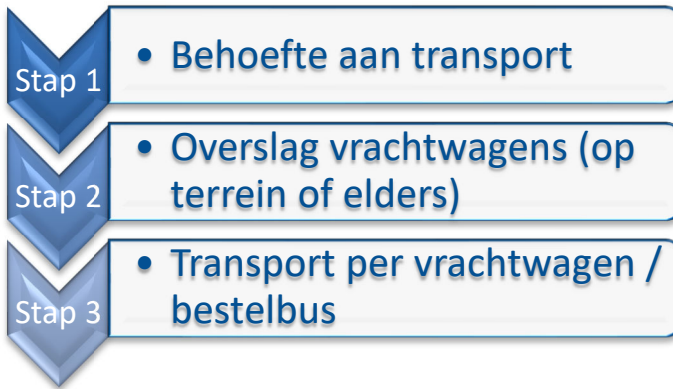 Stap 1
• Behoefte aan transport
Stap 2
• Overslag vrachtwagens (op
terrein of elders)
Stap 3
• Transport per vrachtwagen /
bestelbus